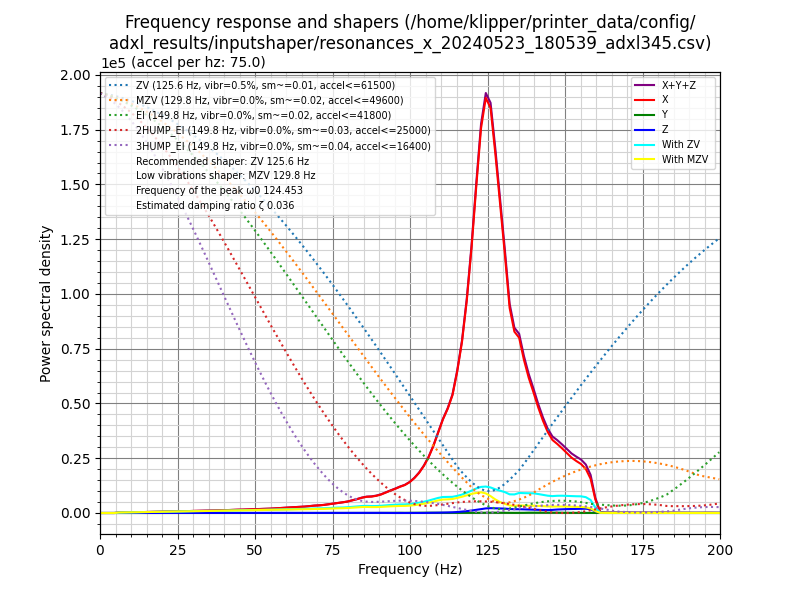 Frequency response and shapers (/home/klipper/printer_data/config/
adxl_results/inputshaper/resonances_x_20240523_180539_adxl345.csv)
1e5 (accel per hz: 75.0)
ZV (125.6 Hz, vibr=0.5%, sm~=0.01, accel<=61500)
MZV (129.8 Hz, vibr=0.0%, sm~=0.02, accel<=49600)
EI (149.8 Hz, vibr=0.0%, sm~=0.02, accel<=41800)
2HUMP_EI (149.8 Hz, vibr=0.0%, sm~=0.03, accel<=25000)
3HUMP_EI (149.8 Hz, vibr=0.0%, sm~=0.04, accel<=16400)
Recommended shaper: ZV 125.6 Hz
Low vibrations shaper: MZV 129.8 Hz
Frequency of the peak ω0 124.453
Estimated damping ratio ζ 0.036
X+Y+Z
X
Y
Z
With ZV
With MZV
Power spectral density
2.00
1.75
1.50
1.25
1.00
0.75
0.50
0.25
0.00
0 25 50 75 100 125 150 175 200
Frequency (Hz)